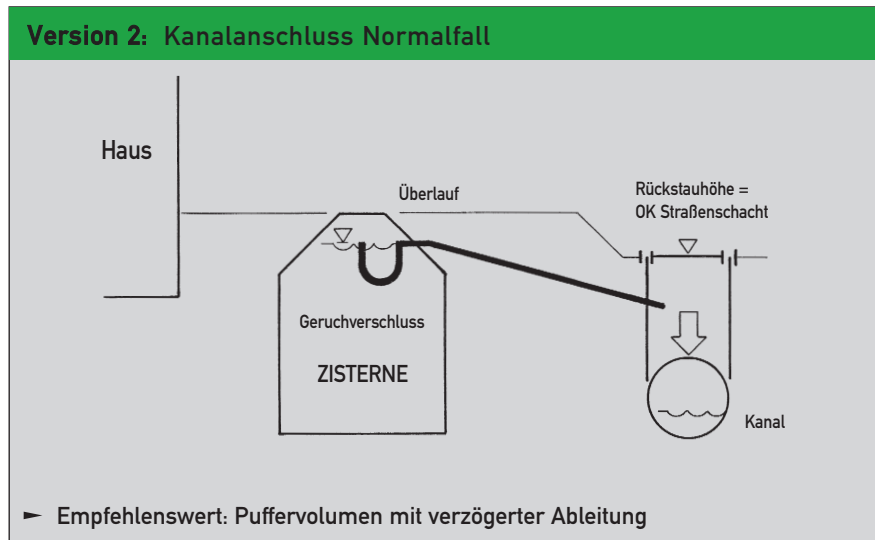 Version 2: Kanalanschluss Normalfall
Haus
Überlauf
Rückstauhöhe =
OK Straßenschacht
Geruchverschluss
ZISTERNE
Kanal
► Empfehlenswert: Puffervolumen mit verzögerter Ableitung